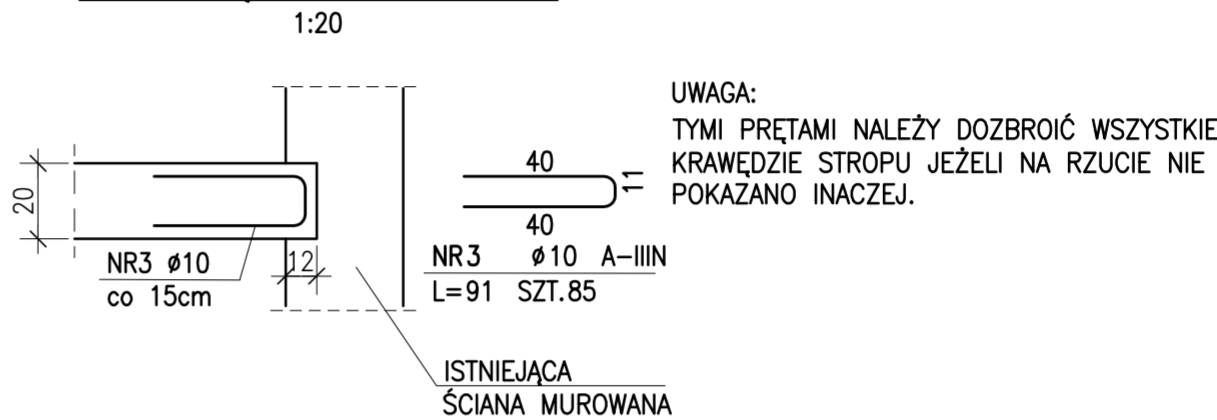 1:20
UWAGA:
TYMI PRĘTAMI NALEŻY DOZBROIĆ WSZYSTKIE
KRAWĘDZIE STROPU JEŻELI NA RZUCIE NIE
POKAZANO INACZEJ.
20
NR3 ø10
co 15cm
12
40
11
40
NR3 ø10 A-IIIN
L=91 SZT.85
ISTNIEJĄCA
ŚCIANA MUROWANA